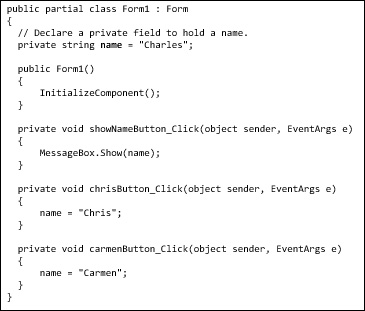 public partial class Form1 : Form
{
  // Declare a private field to hold a name.
  private string name = "Charles";

  public Form1()
  {
      InitializeComponent();
  }

  private void showNameButton_Click(object sender, EventArgs e)
  {
      MessageBox.Show(name);
  }

  private void chrisButton_Click(object sender, EventArgs e)
  {
      name = "Chris";
  }

  private void carmenButton_Click(object sender, EventArgs e)
  {
      name = "Carmen";
  }
}